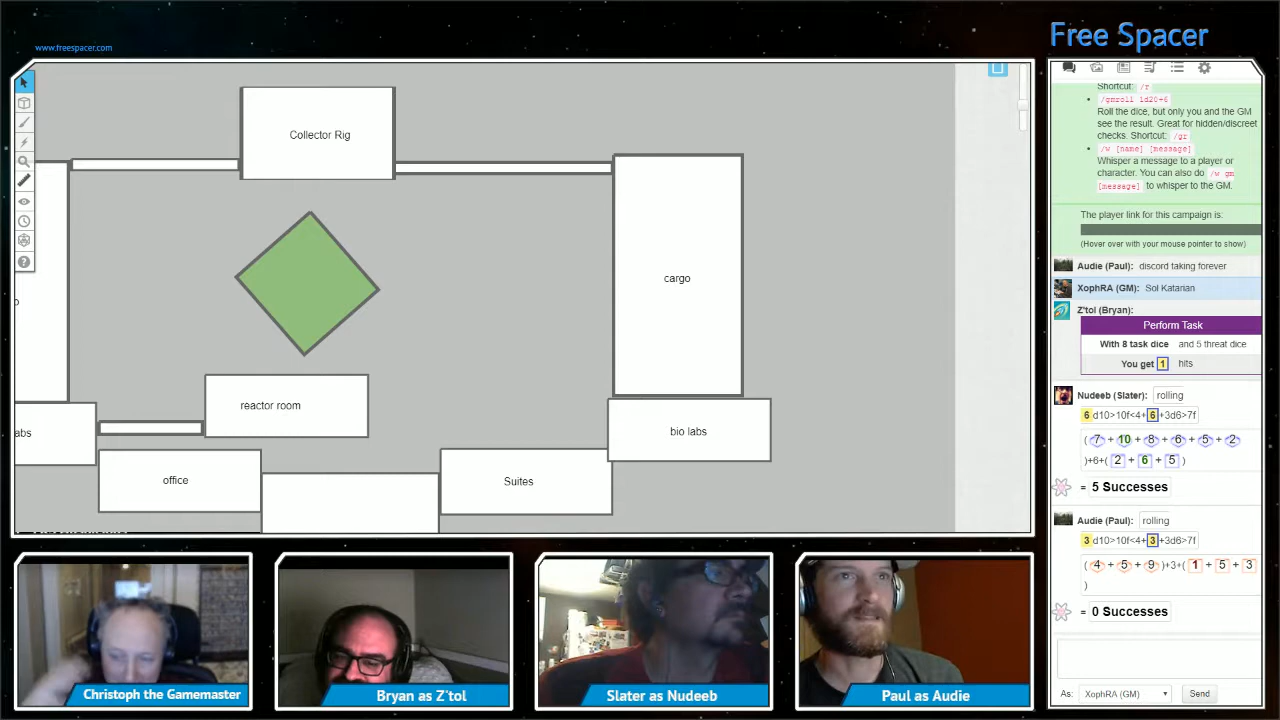 www.freespacer.com
Free Spacer
Collector Rig
cargo
reactor room
bio labs
abs
office
Suites
Shortcut: /r
/gmroll 1d20+6
Roll the dice, but only you and the GM
see the result. Great for hidden/discreet
checks. Shortcut: /gr
/w [name] [message]
Whisper a message to a player or
character. You can also do /w gm
[message] to whisper to the GM.
The player link for this campaign is:
(Hover over with your mouse pointer to show)
Audie (Paul): discord taking forever
XophRA (GM): Sol Katarian
Z'tol (Bryan):
Perform Task
With 8 task dice and 5 threat dice
You get 1 hits
Nudeeb (Slater): rolling
6d10>10f<4+6+3d6>7f
(7+10+8+6+5+2
)+6+(2+6+5)
= 5 Successes
Audie (Paul): rolling
3d10>10f<4+3+3d6>7f
(4+5+9)+3+(1+5+3
)
= 0 Successes
As: XophRA (GM) Send
Christoph the Gamemaster
Bryan as Z'tol
Slater as Nudeeb
Paul as Audie